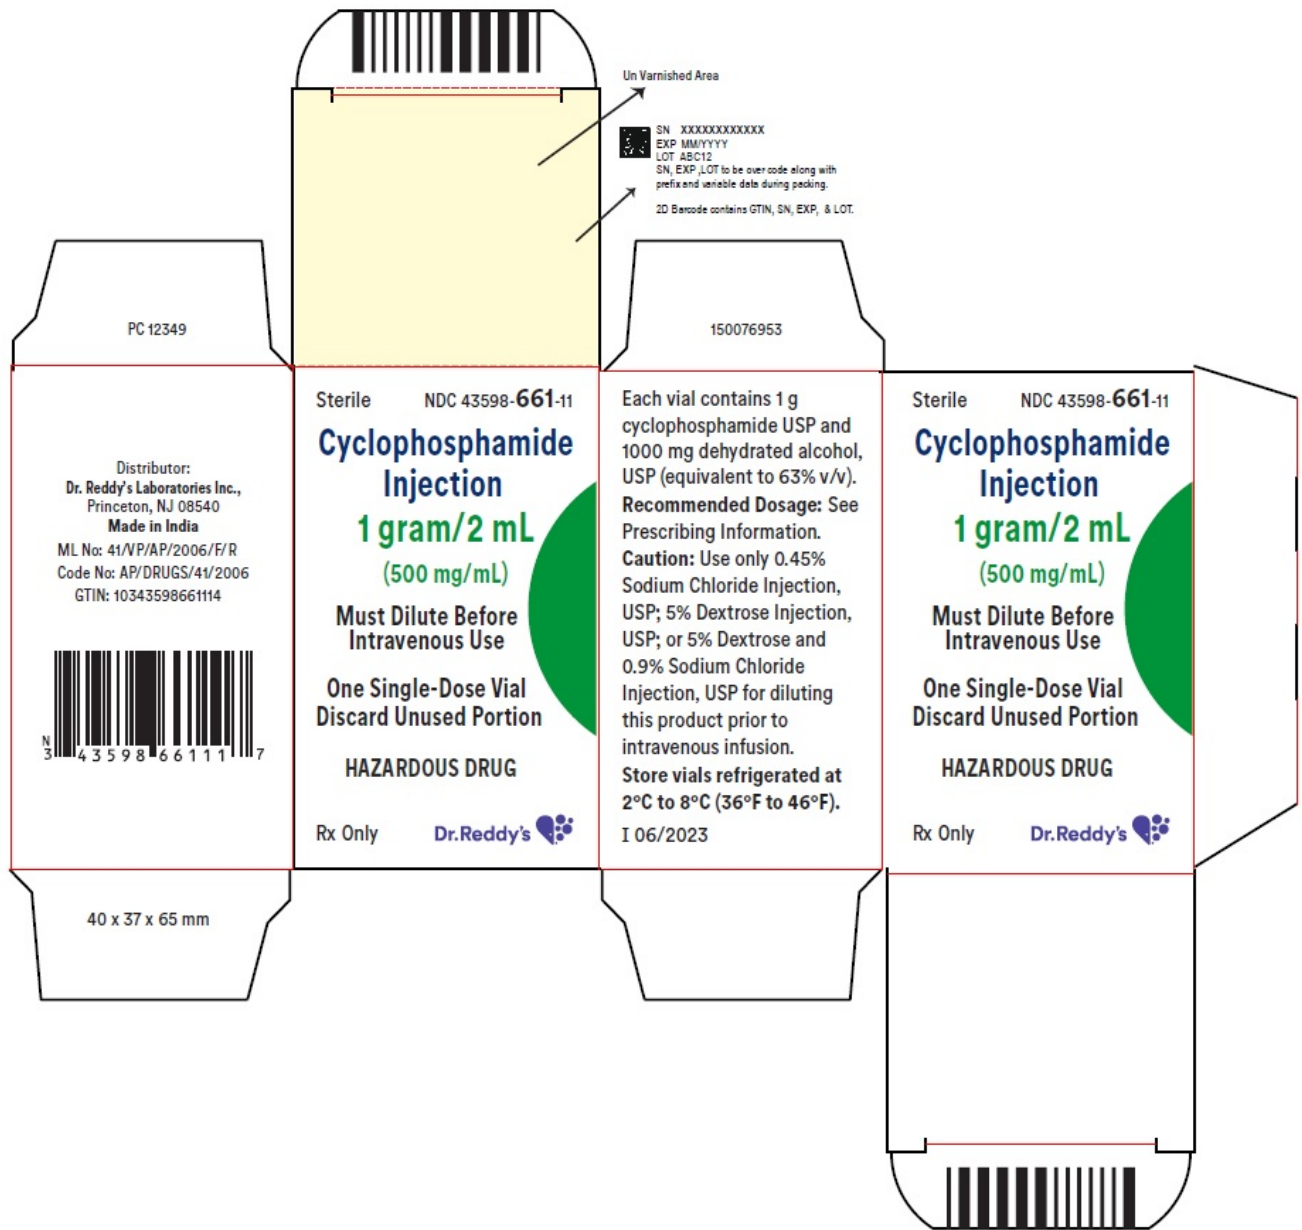 Un Varnished Area
SN XXXXXXXXXXXX
EXP MM/YYYY
LOT ABC12
SN, EXP ,LOT to be over code along with
prefix and variable data during packing.
2D Barcode contains GTIN, SN, EXP, & LOT.
PC 12349
Distributor:
Dr. Reddy's Laboratories Inc.,
Princeton, NJ 08540
Made in India
ML No: 41/VP/AP/2006/F/R
Code No: AP/DRUGS/41/2006
GTIN: 10343598661114
N
3 43598 66111 7
40 x 37 x 65 mm
Sterile NDC 43598-661-11
Cyclophosphamide
Injection
1 gram/2 mL
(500 mg/mL)
Must Dilute Before
Intravenous Use
One Single-Dose Vial
Discard Unused Portion
HAZARDOUS DRUG
Rx Only Dr.Reddy's
150076953
Each vial contains 1 g
cyclophosphamide USP and
1000 mg dehydrated alcohol,
USP (equivalent to 63% v/v).
Recommended Dosage: See
Prescribing Information.
Caution: Use only 0.45%
Sodium Chloride Injection,
USP; 5% Dextrose Injection,
USP; or 5% Dextrose and
0.9% Sodium Chloride
Injection, USP for diluting
this product prior to
intravenous infusion.
Store vials refrigerated at
2°C to 8°C (36°F to 46°F).
I 06/2023
Sterile NDC 43598-661-11
Cyclophosphamide
Injection
1 gram/2 mL
(500 mg/mL)
Must Dilute Before
Intravenous Use
One Single-Dose Vial
Discard Unused Portion
HAZARDOUS DRUG
Rx Only Dr.Reddy's